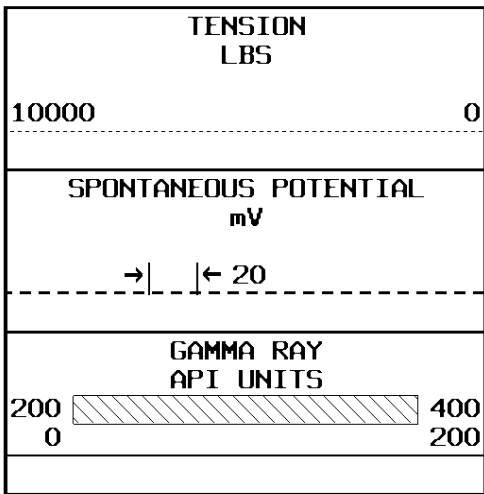 TENSION
LBS
10000 0
SPONTANEOUS POTENTIAL
mV
→ ← 20
GAMMA RAY
API UNITS
200 400
0 200